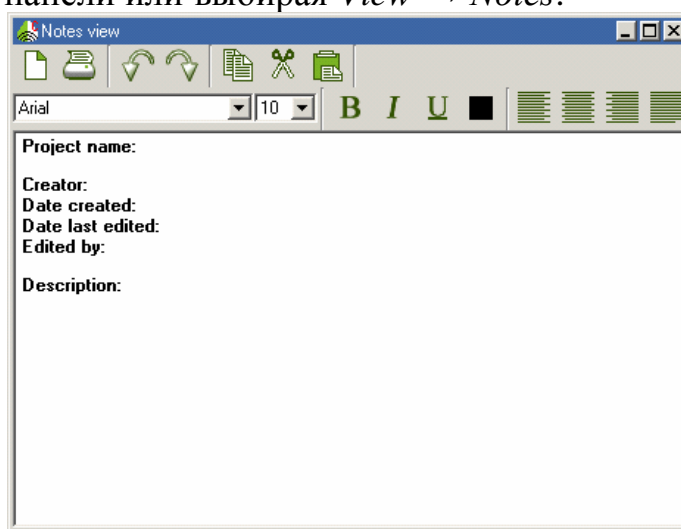 панели или выбирая View → Notes:
Notes view
Arial 10 B I U
Project name:
Creator:
Date created:
Date last edited:
Edited by:
Description: